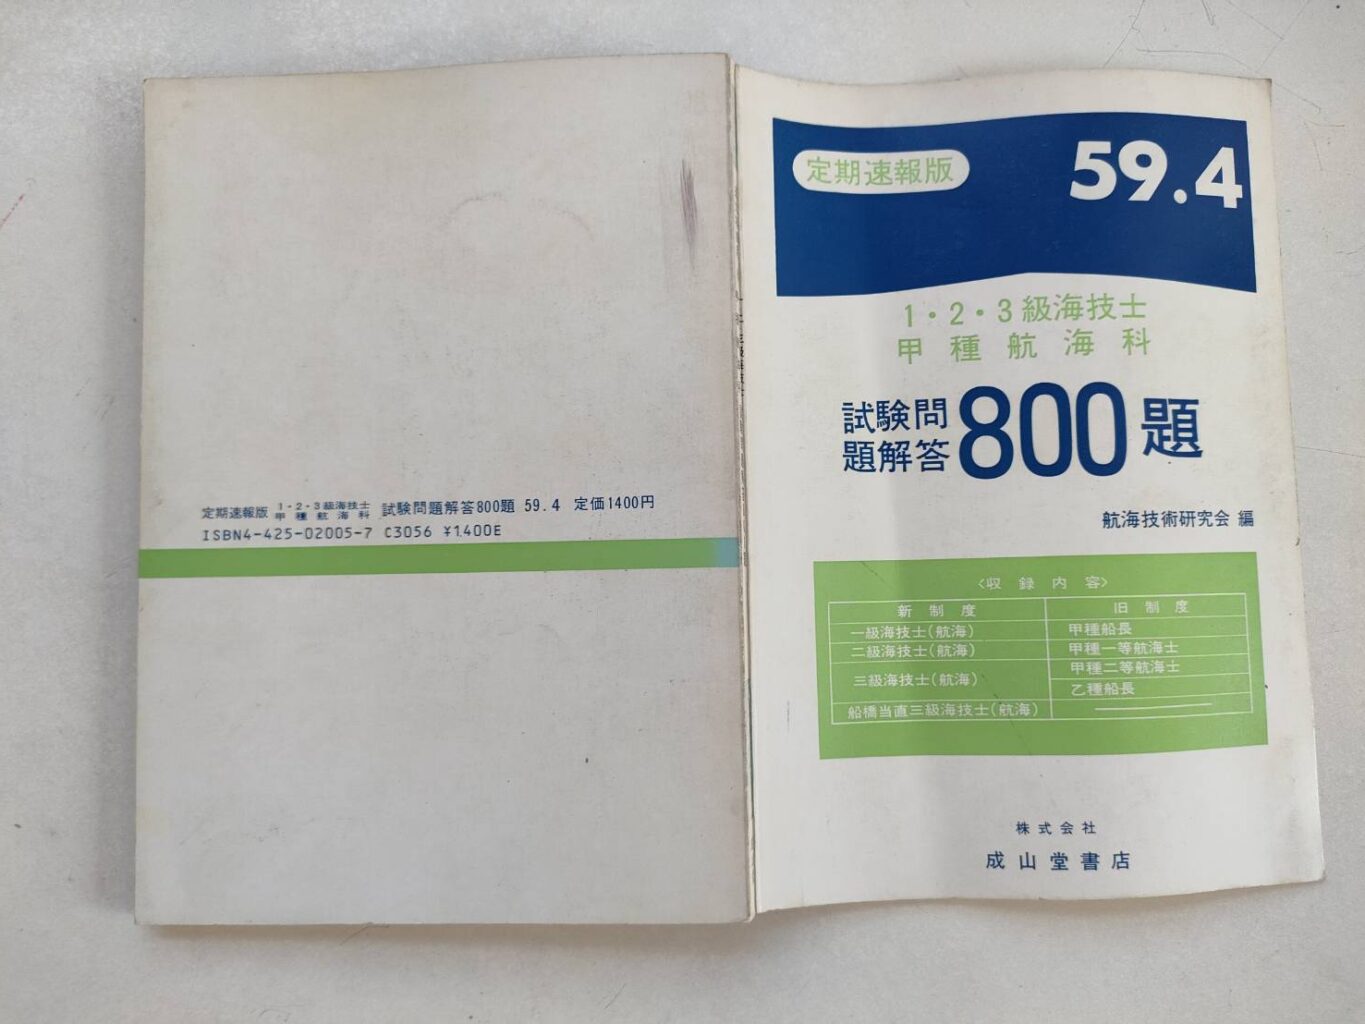 定期速報版
59.4
1・2・3級海技士
甲種航海科
試験問
題解答
800題
航海技術研究会 編
〈収録内容〉
新制度 旧制度
一級海技士(航海) 甲種船長
二級海技士(航海) 甲種一等航海士
三級海技士(航海) 甲種二等航海士
乙種船長
船橋当直三級海技士(航海)
株式会社
成山堂書店
定期速報版 1・2・3級海技士 甲種航海科 試験問題解答800題 59.4 定価1400円
ISBN4-425-02005-7 C3056 ¥1400E